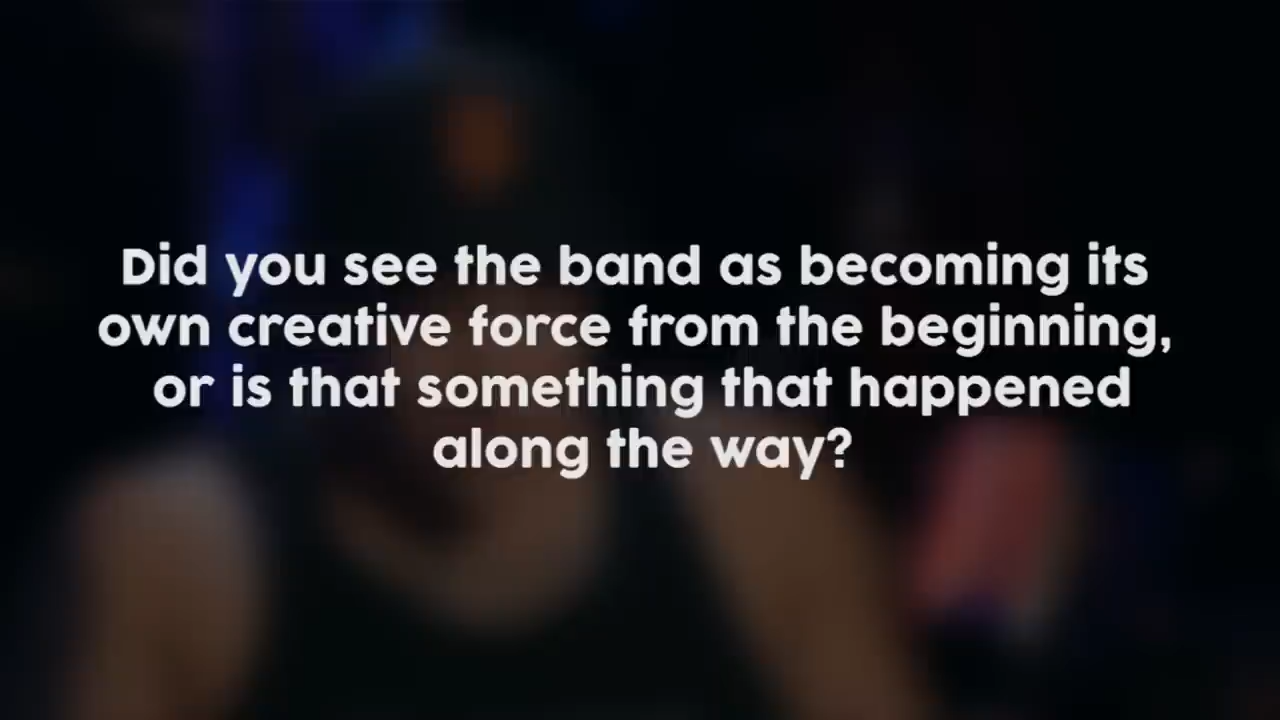 Did you see the band as becoming its
own creative force from the beginning,
or is that something that happened
along the way?